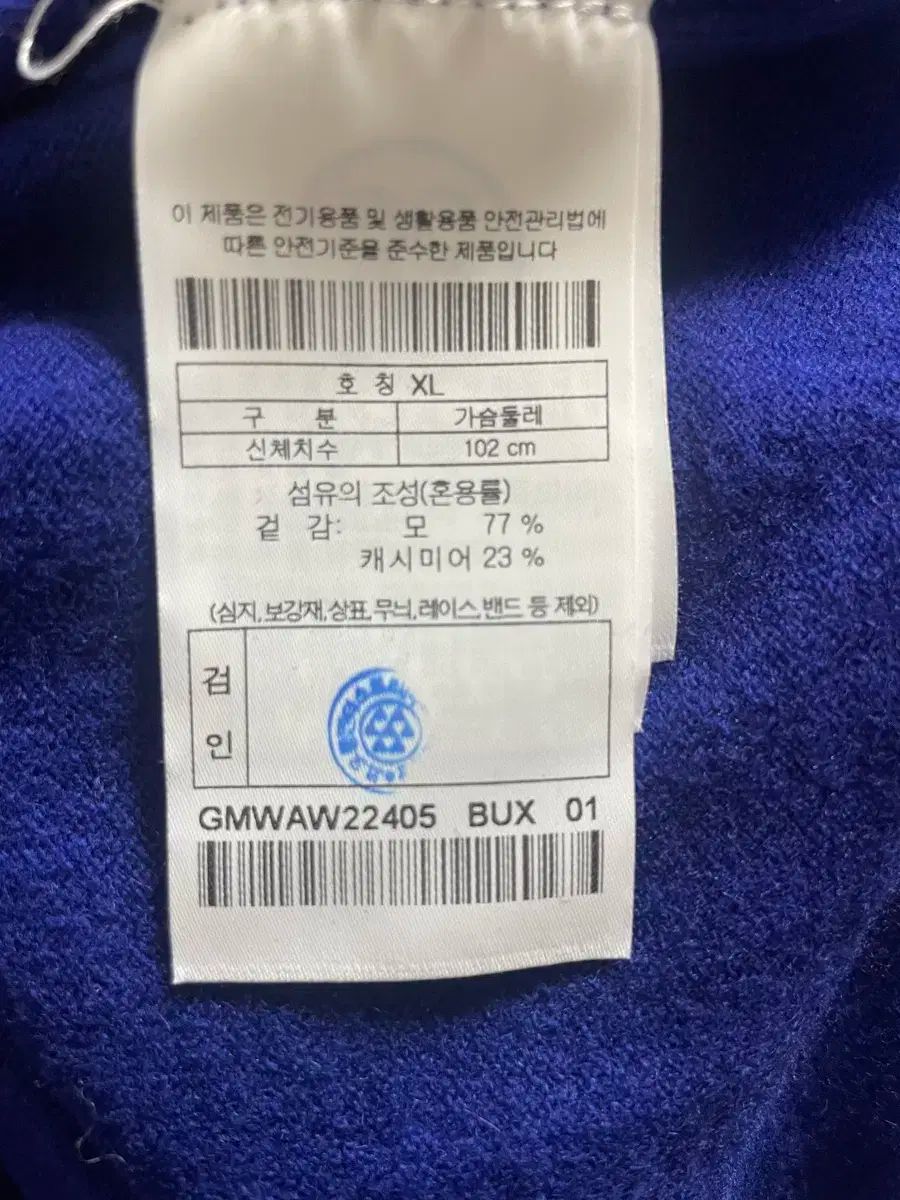 이 제품은 전기용품 및 생활용품 안전관리법에
따른 안전기준을 준수한 제품입니다
호 칭 XL
구 분 가슴둘레
신체치수 102 cm
섬유의 조성(혼용률)
겉 감: 모 77 %
캐시미어 23 %
(심지,보강재,상표,무늬,레이스,밴드 등 제외)
검
인
GMWAW22405 BUX 01